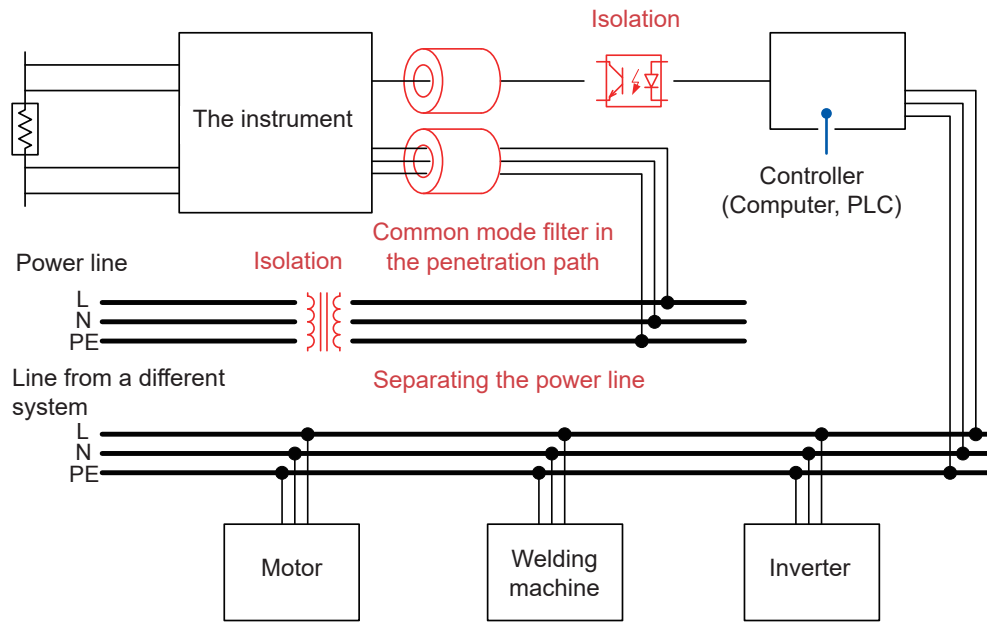 Isolation
The instrument
Controller
(Computer, PLC)
Common mode filter in
the penetration path
Power line
Isolation
L
N
PE
Line from a different
system
Separating the power line
L
N
PE
Motor
Welding
machine
Inverter